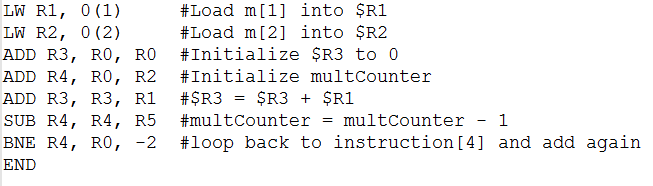 LW R1, 0(1) #Load m[1] into $R1
LW R2, 0(2) #Load m[2] into $R2
ADD R3, R0, R0 #Initialize $R3 to 0
ADD R4, R0, R2 #Initialize multCounter
ADD R3, R3, R1 #$R3 = $R3 + $R1
SUB R4, R4, R5 #multCounter = multCounter - 1
BNE R4, R0, -2 #loop back to instruction[4] and add again
END